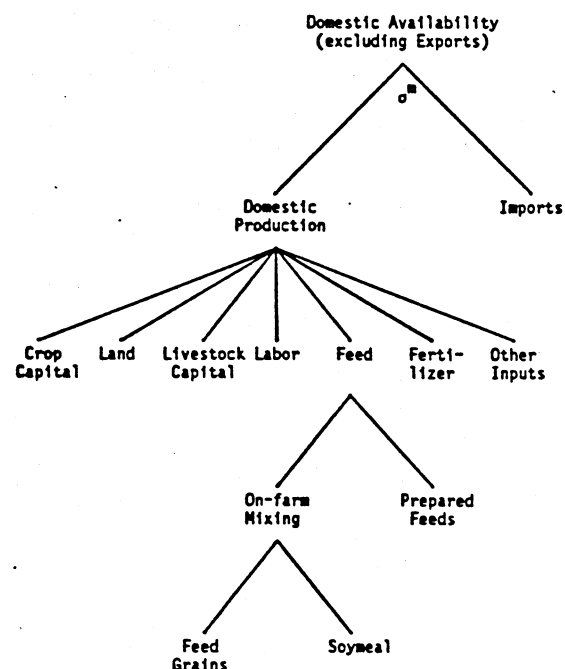 Domestic Availability
(excluding Exports)
σᵐ
Domestic
Production
Imports
Crop
Capital
Land
Livestock
Capital
Labor
Feed
Ferti-
lizer
Other
Inputs
On-farm
Mixing
Prepared
Feeds
Feed
Grains
Soymeal